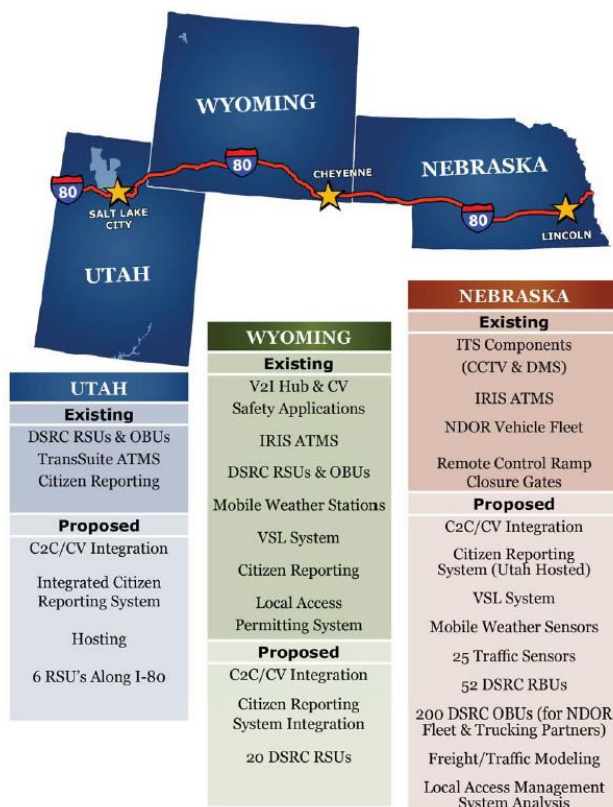 WYOMING
80
CHEYENNE
NEBRASKA
80
SALT LAKE
CITY
80
LINCOLN
UTAH
UTAH
Existing
DSRC RSUs & OBUs
TransSuite ATMS
Citizen Reporting
Proposed
C2C/CV Integration
Integrated Citizen
Reporting System
Hosting
6 RSU's Along I-80
WYOMING
Existing
V2I Hub & CV
Safety Applications
IRIS ATMS
DSRC RSUs & OBUs
Mobile Weather Stations
VSL System
Citizen Reporting
Local Access
Permitting System
Proposed
C2C/CV Integration
Citizen Reporting
System Integration
20 DSRC RSUs
NEBRASKA
Existing
ITS Components
(CCTV & DMS)
IRIS ATMS
NDOR Vehicle Fleet
Remote Control Ramp
Closure Gates
Proposed
C2C/CV Integration
Citizen Reporting
System (Utah Hosted)
VSL System
Mobile Weather Sensors
25 Traffic Sensors
52 DSRC RBUs
200 DSRC OBUs (for NDOR
Fleet & Trucking Partners)
Freight/Traffic Modeling
Local Access Management
System Analysis